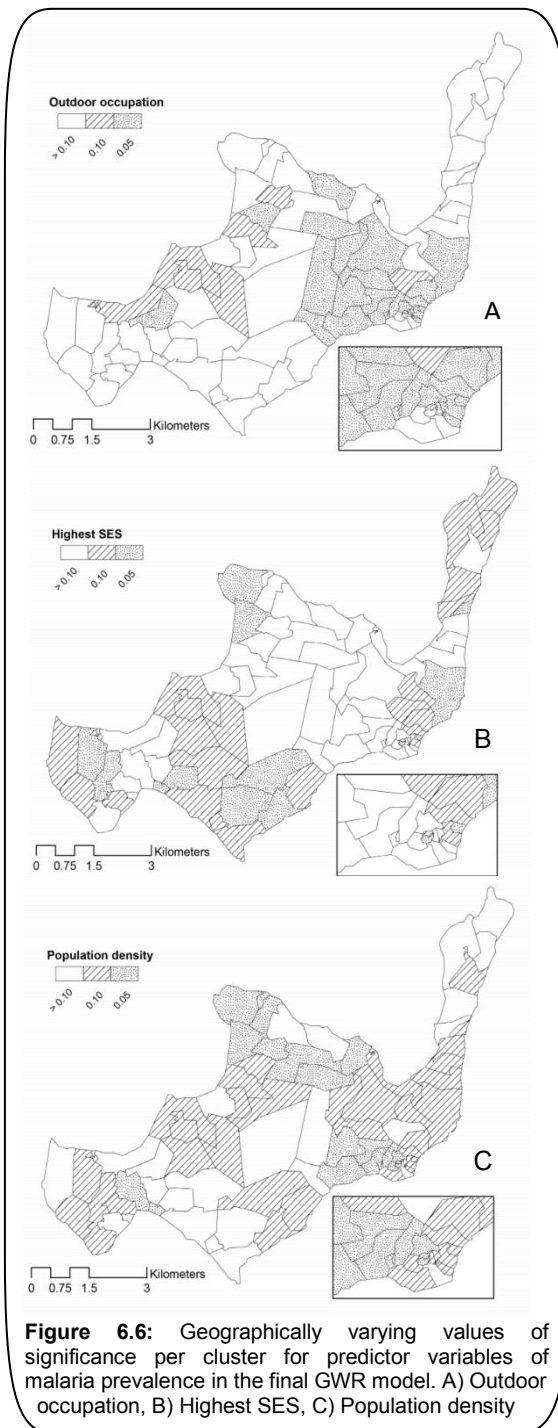 Outdoor occupation
> 0.10 0.10 0.05
A
Kilometers
0 0.75 1.5 3
Highest SES
> 0.10 0.10 0.05
B
Kilometers
0 0.75 1.5 3
Population density
> 0.10 0.10 0.05
C
Kilometers
0 0.75 1.5 3
Figure 6.6: Geographically varying values of
significance per cluster for predictor variables of
malaria prevalence in the final GWR model. A) Outdoor
occupation, B) Highest SES, C) Population density